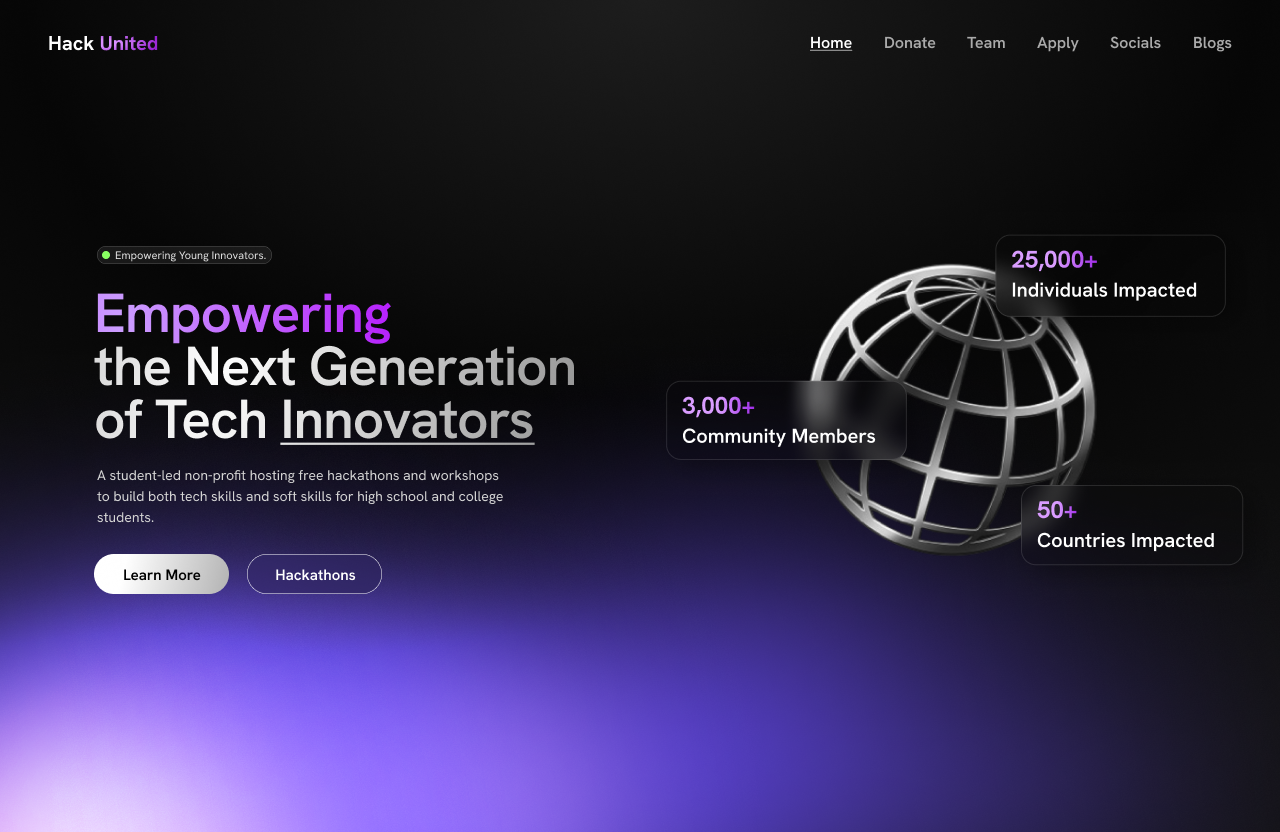 Hack United
Home Donate Team Apply Socials Blogs
Empowering Young Innovators.
Empowering
the Next Generation
of Tech Innovators
A student-led non-profit hosting free hackathons and workshops
to build both tech skills and soft skills for high school and college
students.
Learn More Hackathons
25,000+
Individuals Impacted
3,000+
Community Members
50+
Countries Impacted